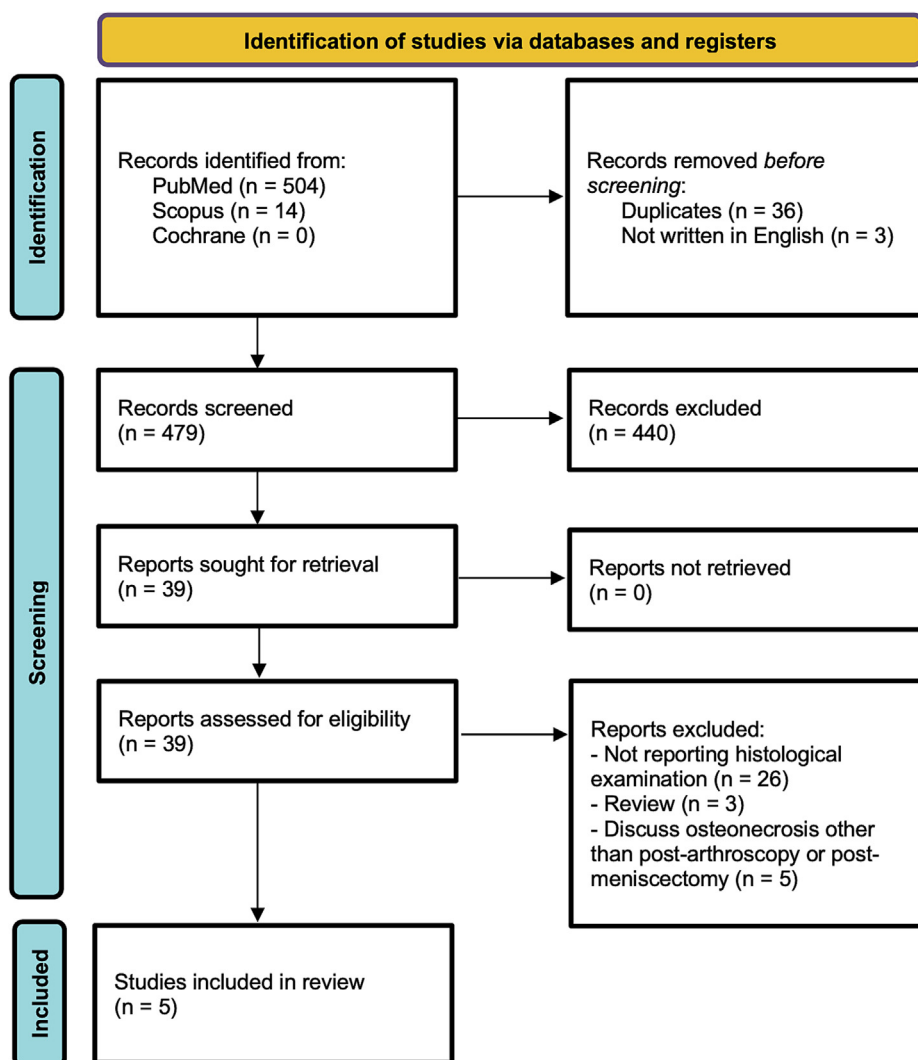 Identification of studies via databases and registers
Identification
Records identified from:
PubMed (n = 504)
Scopus (n = 14)
Cochrane (n = 0)
Records removed before
screening:
Duplicates (n = 36)
Not written in English (n = 3)
Screening
Records screened
(n = 479)
Records excluded
(n = 440)
Reports sought for retrieval
(n = 39)
Reports not retrieved
(n = 0)
Reports assessed for eligibility
(n = 39)
Reports excluded:
- Not reporting histological
examination (n = 26)
- Review (n = 3)
- Discuss osteonecrosis other
than post-arthroscopy or post-
meniscectomy (n = 5)
Included
Studies included in review
(n = 5)